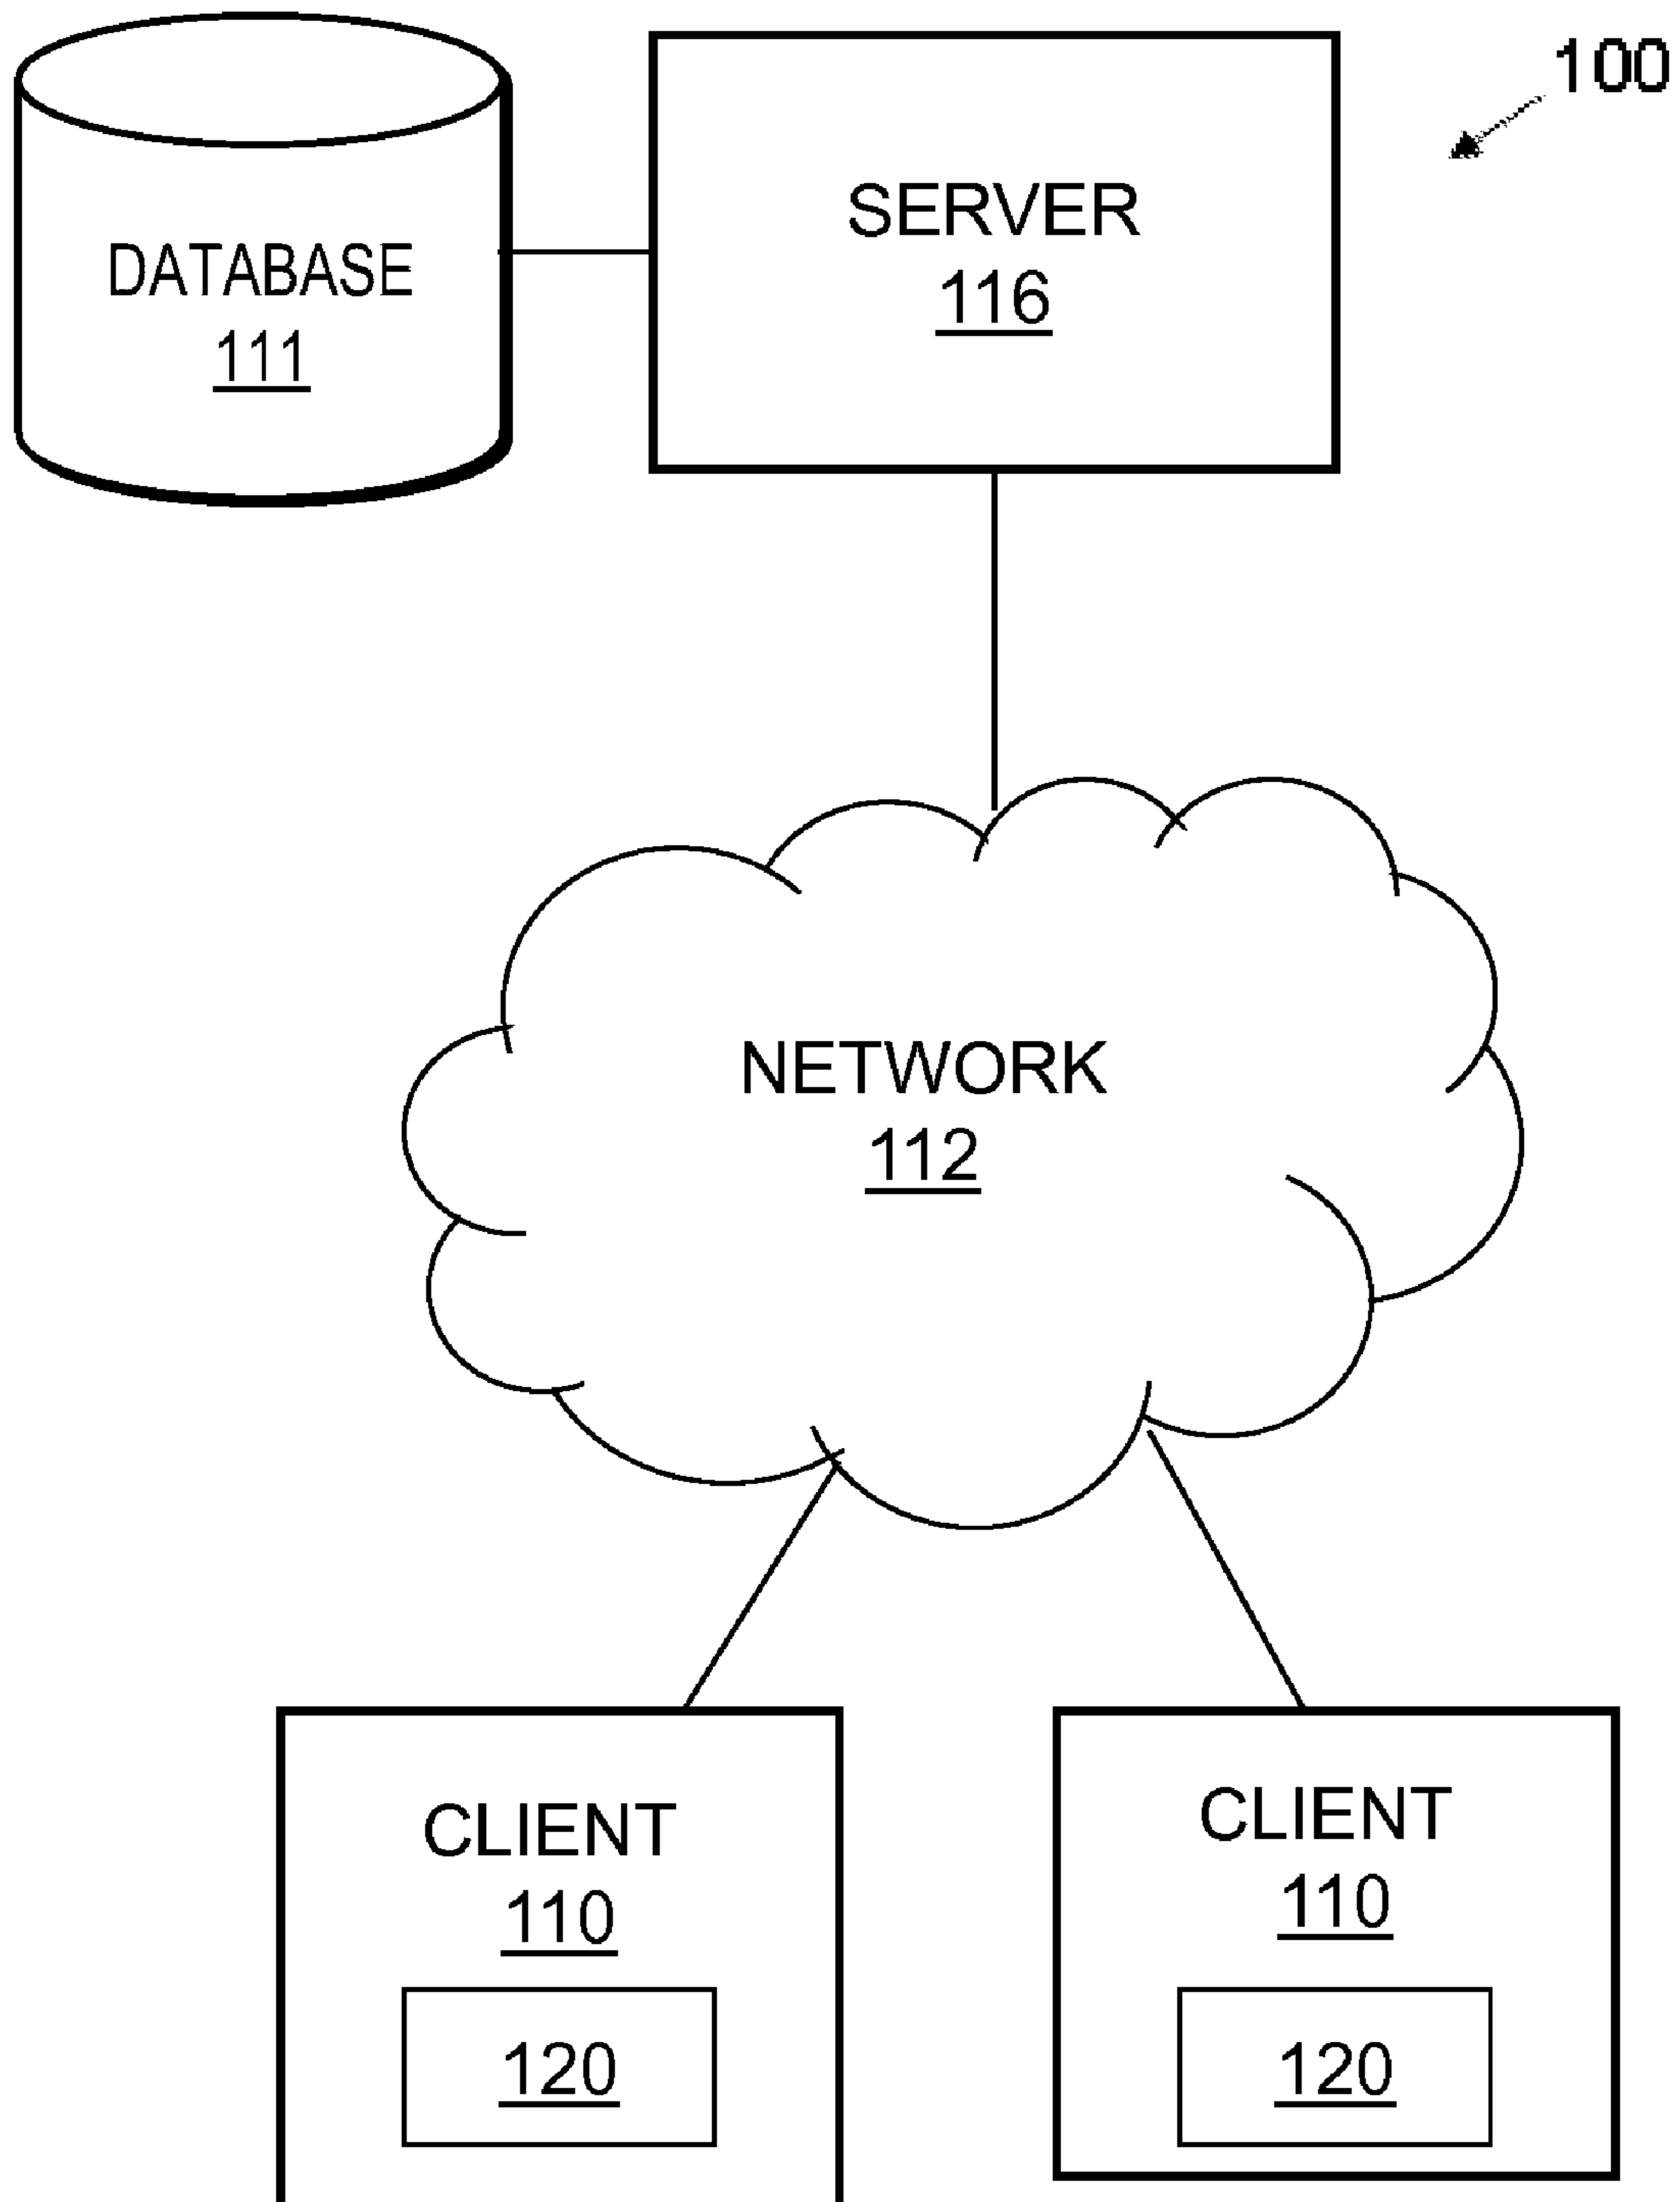 100
SERVER
116
DATABASE
111
NETWORK
112
CLIENT
110
120
CLIENT
110
120